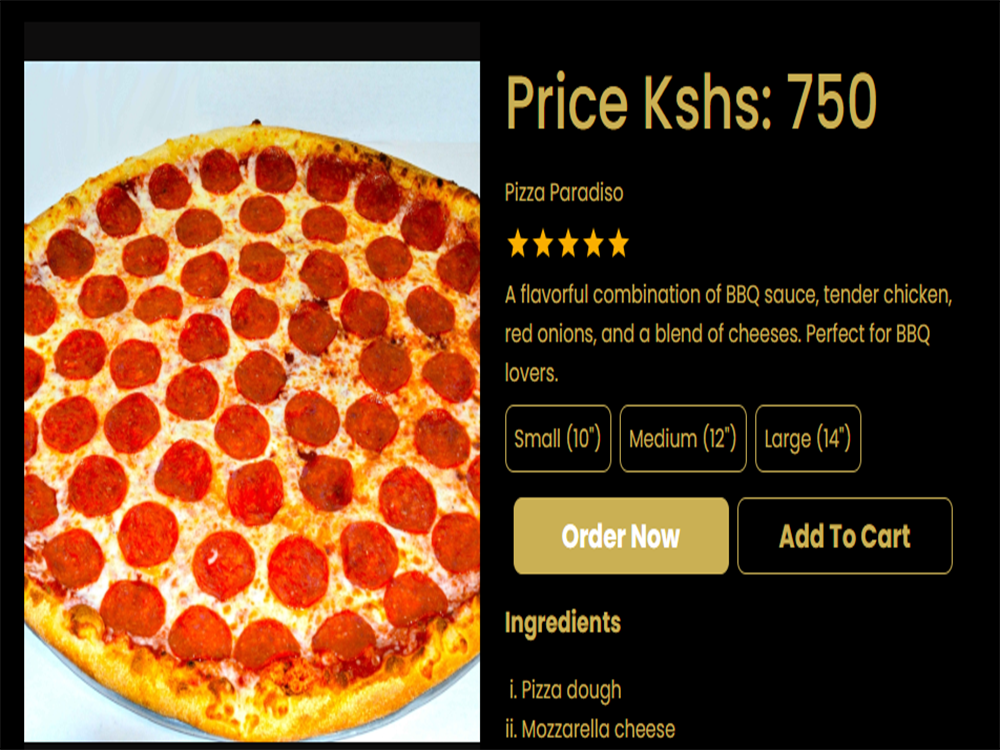 Price Kshs: 750
Pizza Paradiso
A flavorful combination of BBQ sauce, tender chicken,
red onions, and a blend of cheeses. Perfect for BBQ
lovers.
Small (10") Medium (12") Large (14")
Order Now Add To Cart
Ingredients
i. Pizza dough
ii. Mozzarella cheese